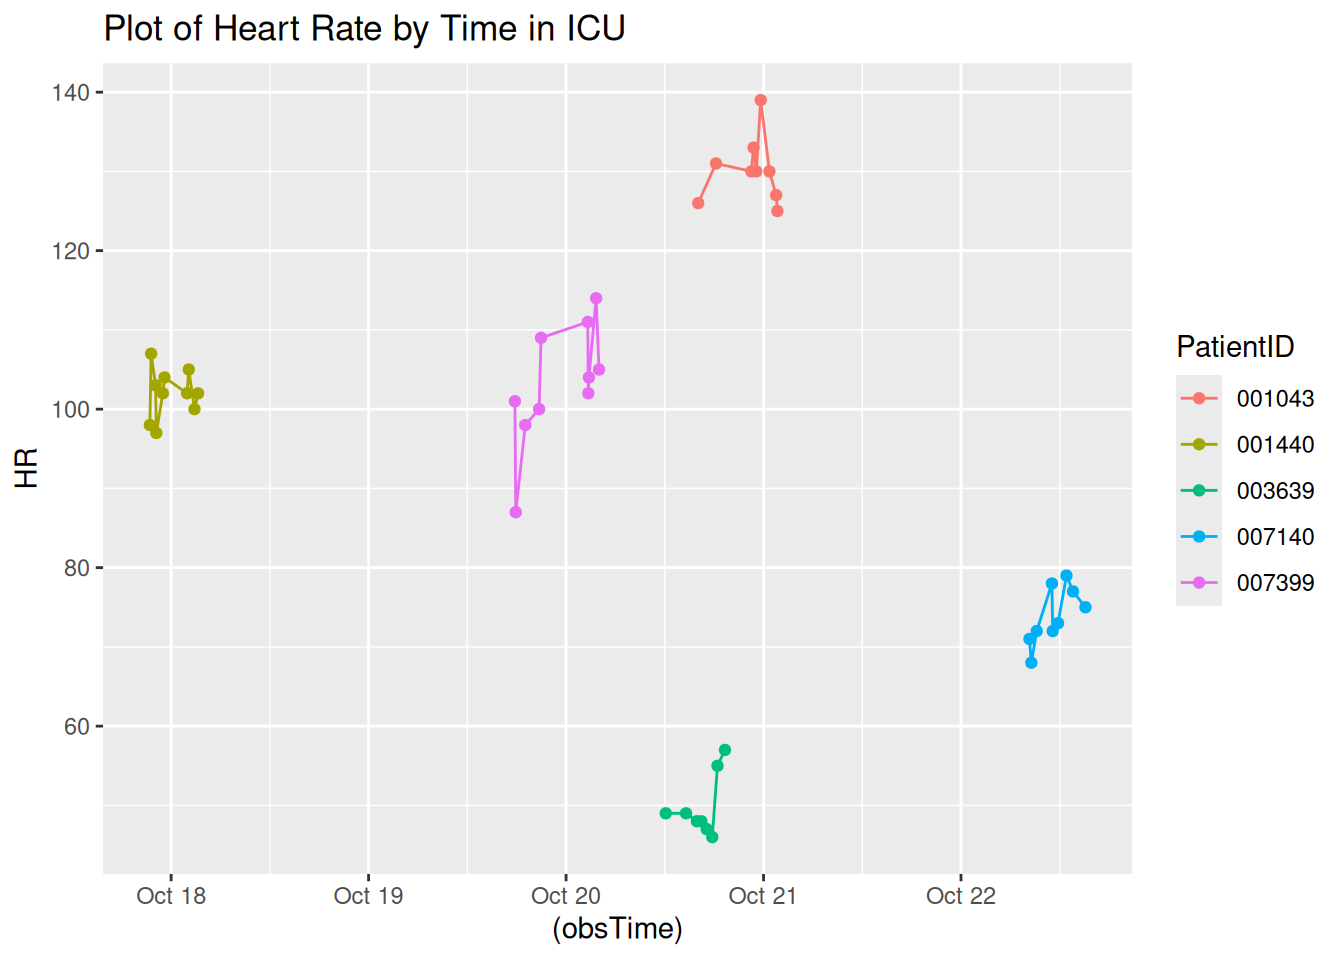 Plot of Heart Rate by Time in ICU
140
120
100
80
60
HR
Oct 18
Oct 19
Oct 20
Oct 21
Oct 22
(obsTime)
PatientID
001043
001440
003639
007140
007399